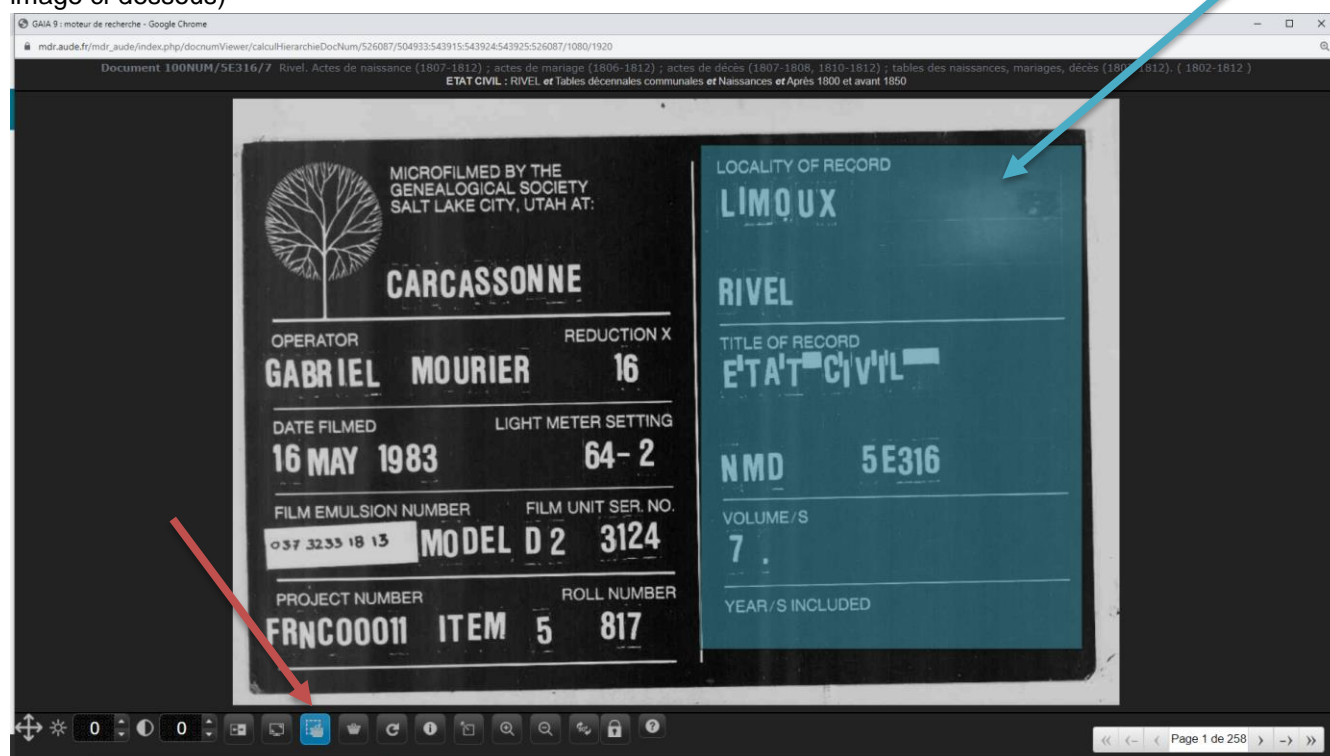 image ci-dessous)
GAIA 9 : moteur de recherche - Google Chrome
mdr.aude.fr/mdr_aude/index.php/docnumViewer/calculHierarchieDocNum/526087/504933:543915:543924:543925:526087/1080/1920
Document 100NUM/5E316/7 Rivel. Actes de naissance (1807-1812) ; actes de mariage (1806-1812) ; actes de décès (1807-1808, 1810-1812) ; tables des naissances, mariages, décès (1802-1812). ( 1802-1812 )
ETAT CIVIL : RIVEL et Tables décennales communales et Naissances et Après 1800 et avant 1850
MICROFILMED BY THE
GENEALOGICAL SOCIETY
SALT LAKE CITY, UTAH AT:
CARCASSONNE
OPERATOR REDUCTION X
GABRIEL MOURIER 16
DATE FILMED LIGHT METER SETTING
16 MAY 1983 64-2
FILM EMULSION NUMBER FILM UNIT SER. NO.
037 3233 18 13 MODEL D2 3124
PROJECT NUMBER ROLL NUMBER
FRNC00011 ITEM 5 817
LOCALITY OF RECORD
LIMOUX
RIVEL
TITLE OF RECORD
ETAT CIVIL
NMD 5E316
VOLUME/S
7 .
YEAR/S INCLUDED
0 0
Page 1 de 258